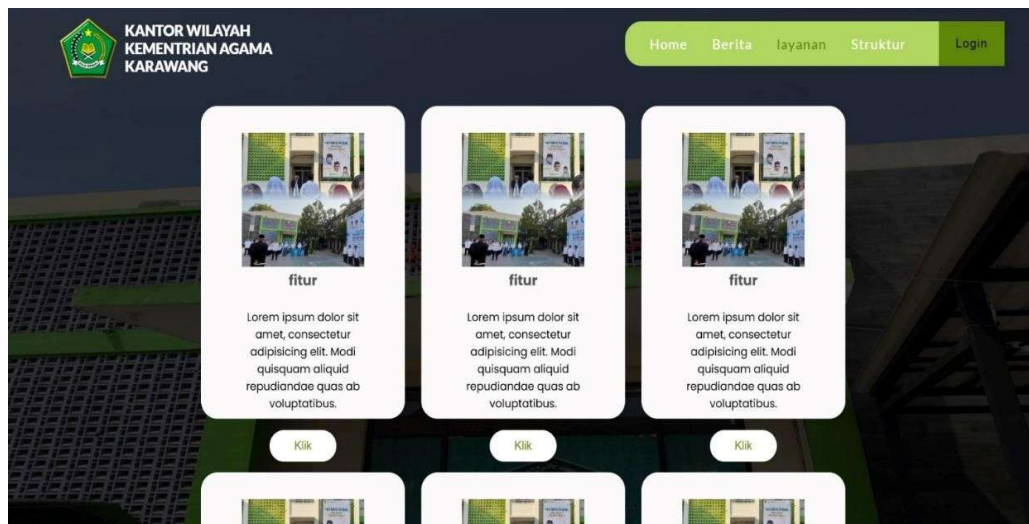 KANTOR WILAYAH
KEMENTRIAN AGAMA
KARAWANG
Home Berita layanan Struktur Login
fitur
Lorem ipsum dolor sit
amet, consectetur
adipisicing elit. Modi
quisquam aliquid
repudiandae quas ab
voluptatibus.
Klik
fitur
Lorem ipsum dolor sit
amet, consectetur
adipisicing elit. Modi
quisquam aliquid
repudiandae quas ab
voluptatibus.
Klik
fitur
Lorem ipsum dolor sit
amet, consectetur
adipisicing elit. Modi
quisquam aliquid
repudiandae quas ab
voluptatibus.
Klik